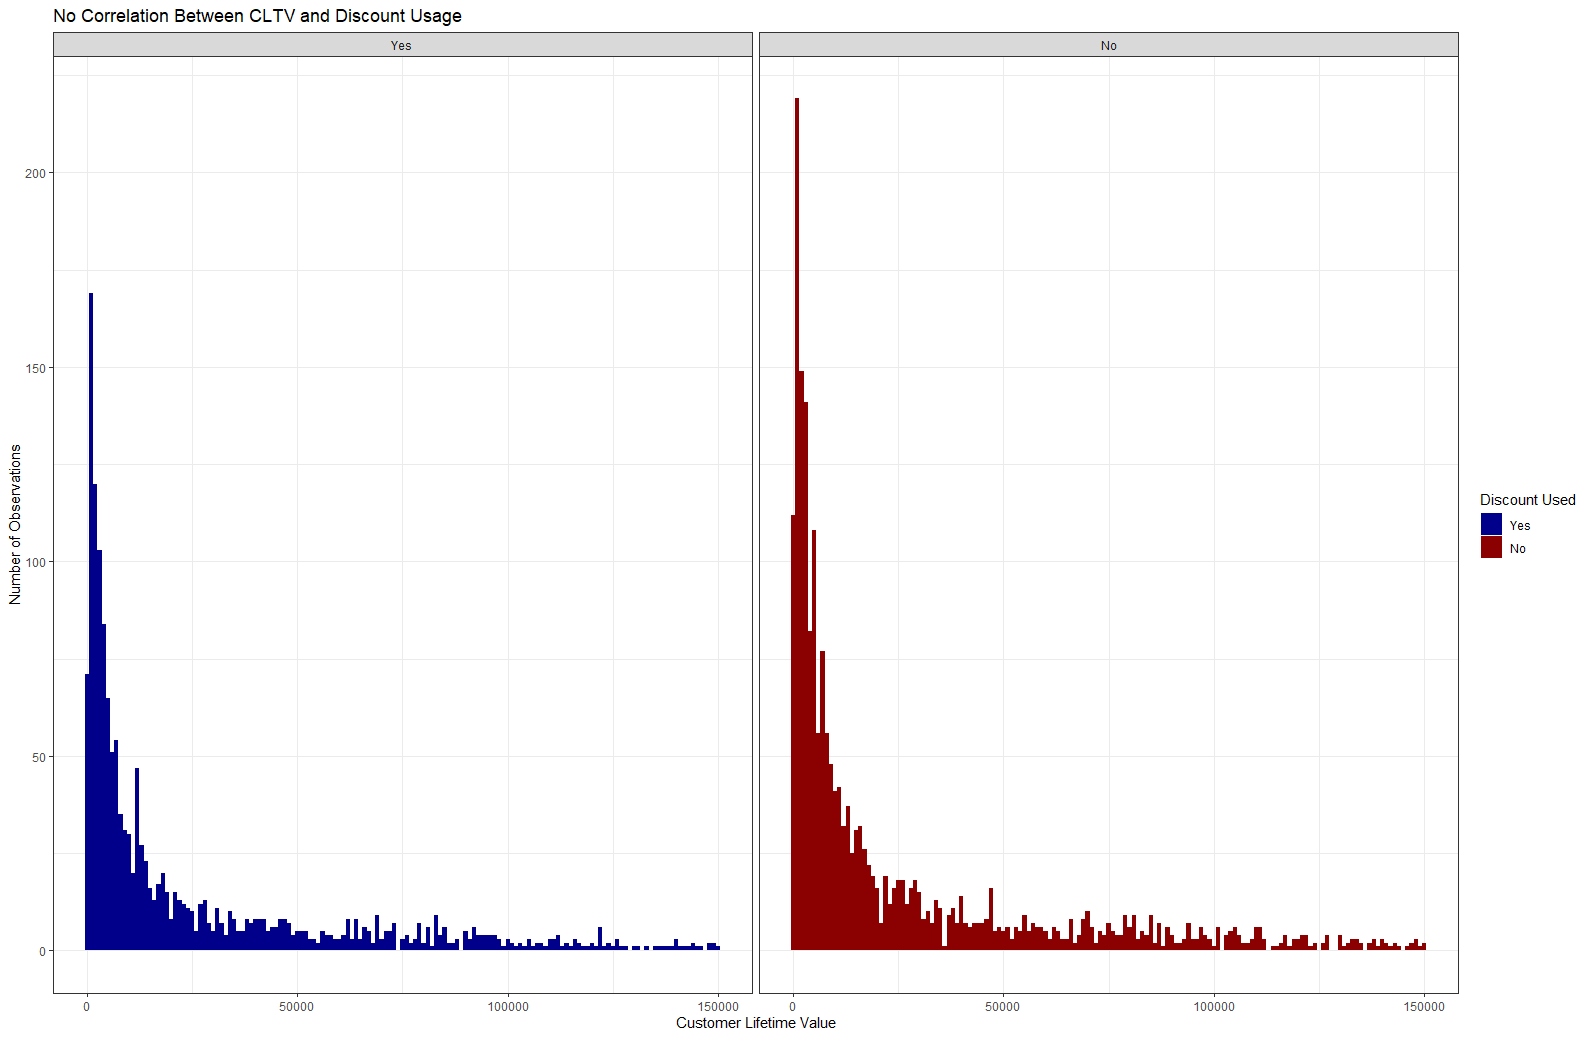 No Correlation Between CLTV and Discount Usage
Yes
No
Number of Observations
200
150
100
50
0
0
50000
100000
150000
0
50000
100000
150000
Customer Lifetime Value
Discount Used
Yes
No